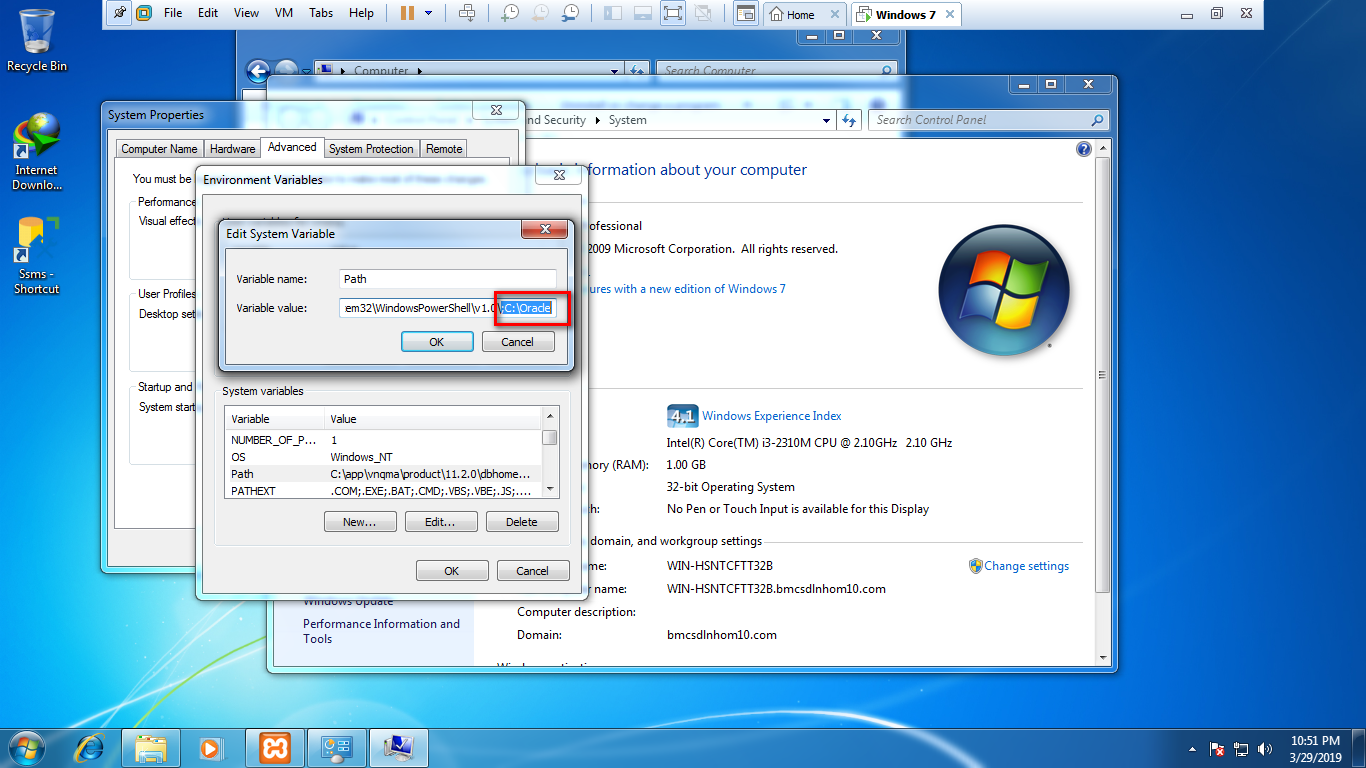 File Edit View VM Tabs Help
Home
Windows 7
Recycle Bin
Internet
Downlo...
Ssms -
Shortcut
Computer
Search Computer
and Security
System
Search Control Panel
System Properties
Computer Name
Hardware
Advanced
System Protection
Remote
You must be
Performance
Visual effec
User Profiles
Desktop set
Startup and
System start
Environment Variables
Edit System Variable
Variable name:
Path
Variable value:
em32\WindowsPowerShell\v1.0\;C:\Oracle
OK
Cancel
System variables
Variable Value
NUMBER_OF_P... 1
OS Windows_NT
Path C:\app\vnqma\product\11.2.0\dbhome...
PATHEXT .COM;.EXE;.BAT;.CMD;.VBS;.VBE;.JS;....
New... Edit... Delete
OK Cancel
information about your computer
ofessional
2009 Microsoft Corporation. All rights reserved.
ures with a new edition of Windows 7
4.1 Windows Experience Index
Intel(R) Core(TM) i3-2310M CPU @ 2.10GHz 2.10 GHz
ory (RAM): 1.00 GB
32-bit Operating System
h: No Pen or Touch Input is available for this Display
domain, and workgroup settings
me: WIN-HSNTCFTT32B
Change settings
r name: WIN-HSNTCFTT32B.bmcsdlnhom10.com
Computer description:
Domain: bmcsdlnhom10.com
Windows Update
Performance Information and
Tools
10:51 PM
3/29/2019